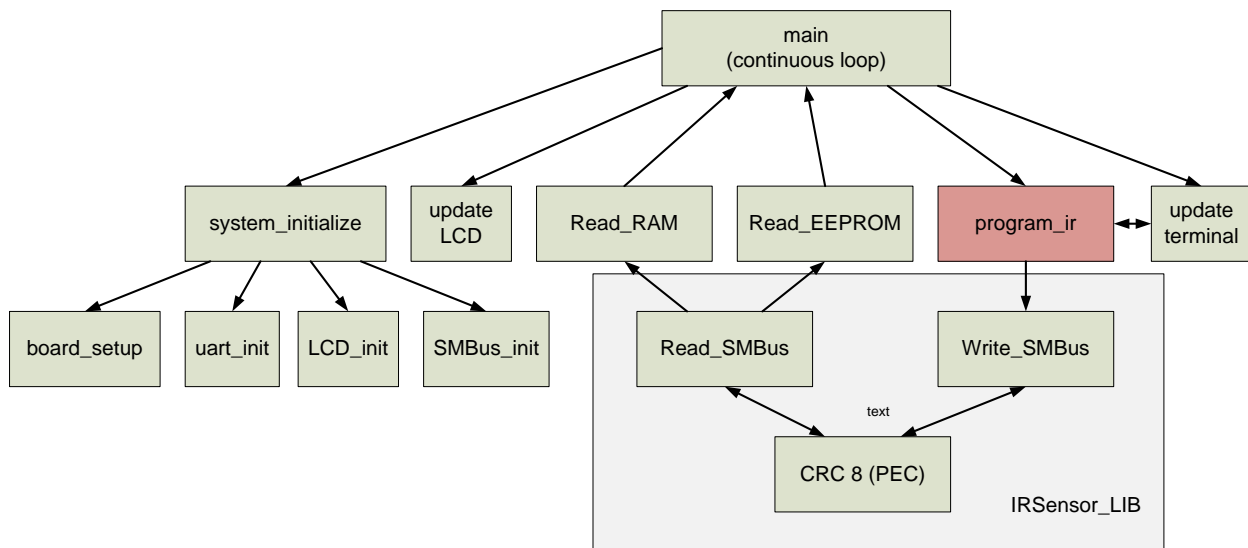 main
(continuous loop)
system_initialize
update
LCD
Read_RAM
Read_EEPROM
program_ir
update
terminal
board_setup
uart_init
LCD_init
SMBus_init
Read_SMBus
Write_SMBus
text
CRC 8 (PEC)
IRSensor_LIB